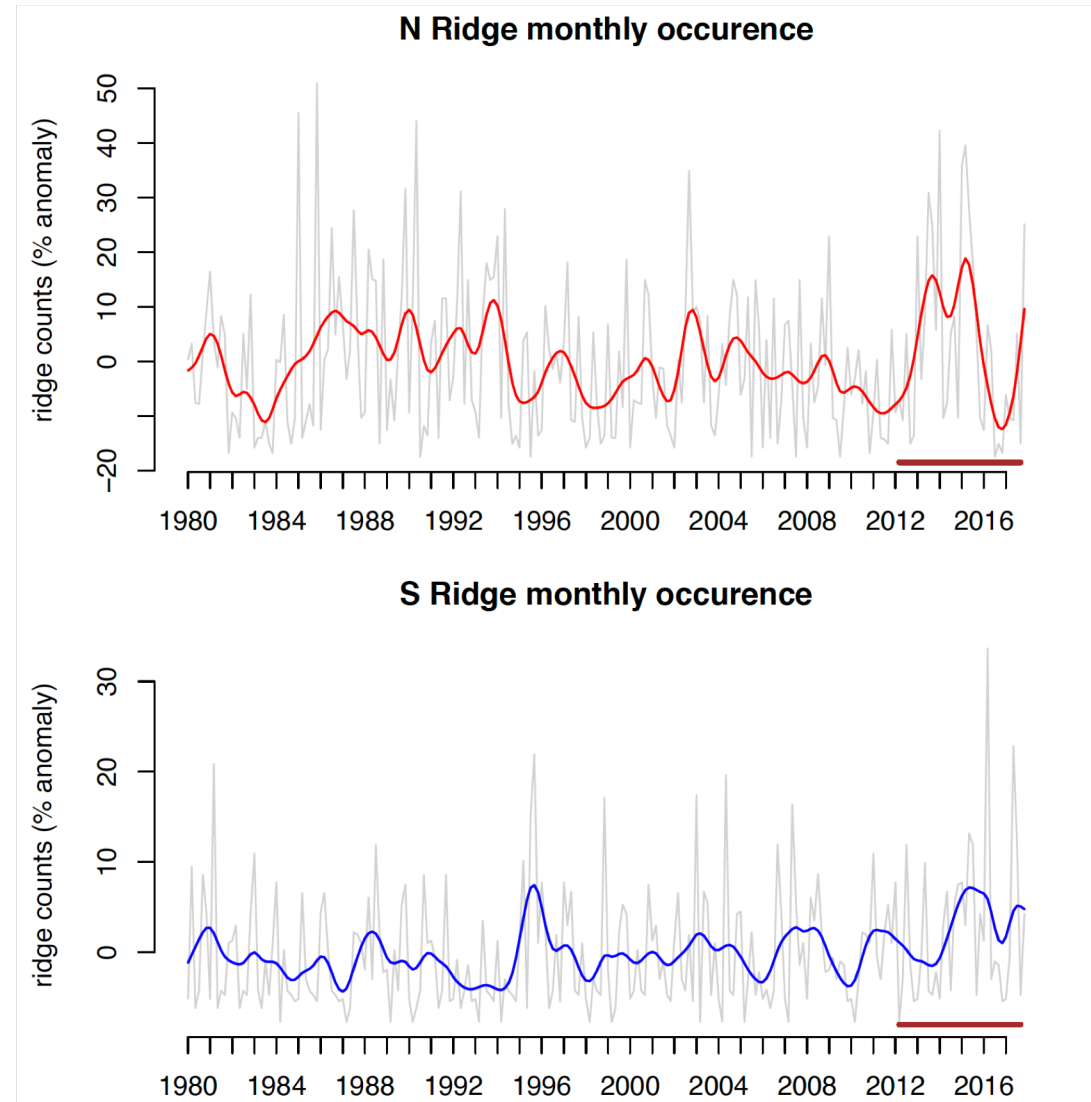 N Ridge monthly occurence
ridge counts (% anomaly)
50
40
30
20
10
0
−20
1980 1984 1988 1992 1996 2000 2004 2008 2012 2016
S Ridge monthly occurence
ridge counts (% anomaly)
30
20
10
0
1980 1984 1988 1992 1996 2000 2004 2008 2012 2016